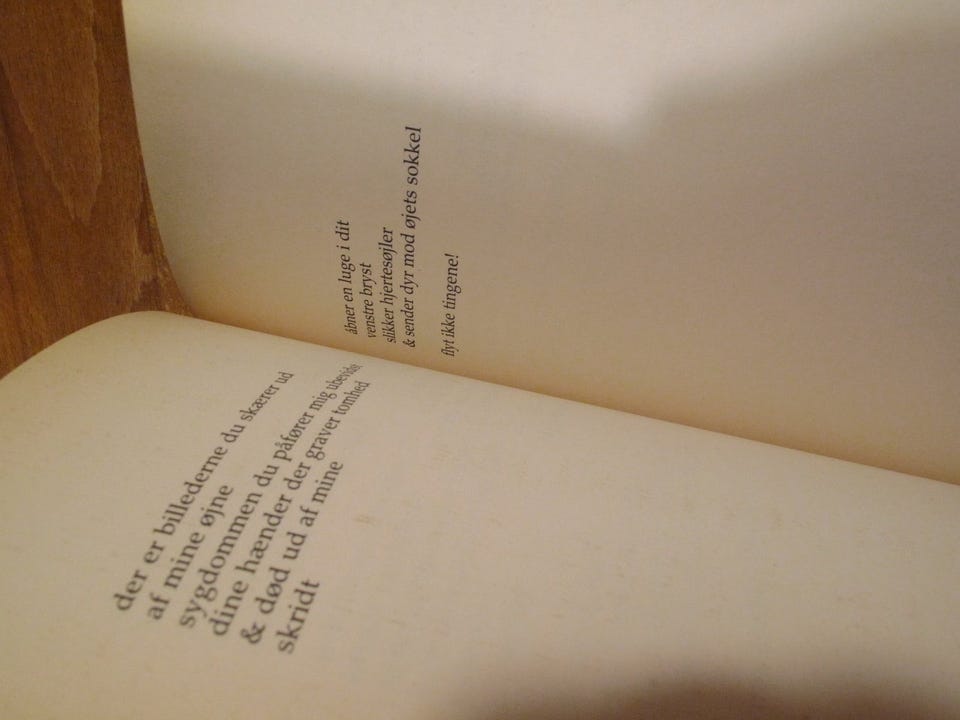 der er billederne du skærer ud
af mine øjne
sygdommen du påfører mig ubevidst
dine hænder der graver tomhed
& død ud af mine
skridt
åbner en luge i dit
venstre bryst
slikker hjertesøjler
& sender dyr mod øjets sokkel
flyt ikke tingene!